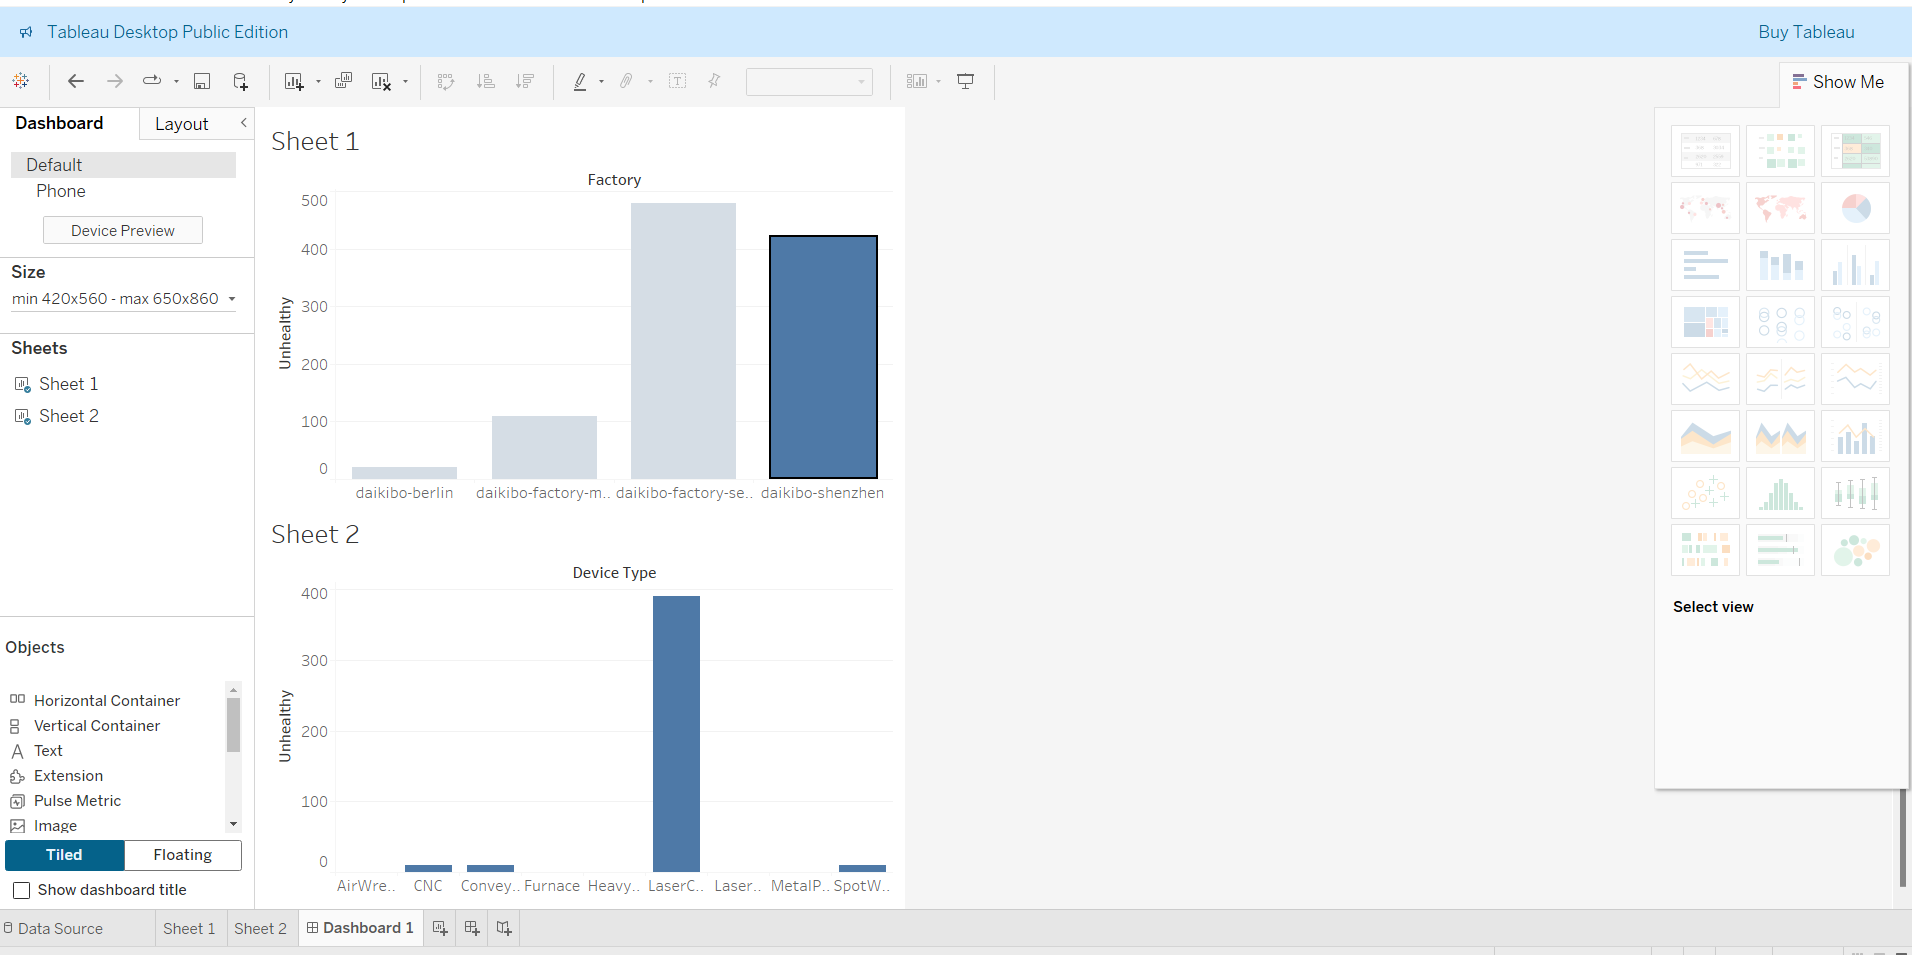 Tableau Desktop Public Edition
Buy Tableau
Show Me
Dashboard
Layout
Default
Phone
Device Preview
Size
min 420x560 - max 650x860
Sheets
Sheet 1
Sheet 2
Objects
Horizontal Container
Vertical Container
Text
Extension
Pulse Metric
Image
Tiled
Floating
Show dashboard title
Sheet 1
Factory
Unhealthy
500
400
300
200
100
0
daikibo-berlin
daikibo-factory-m..
daikibo-factory-se..
daikibo-shenzhen
Sheet 2
Device Type
Unhealthy
400
300
200
100
0
AirWre..
CNC
Convey..
Furnace
Heavy..
LaserC..
Laser..
MetalP..
SpotW..
Select view
Data Source
Sheet 1
Sheet 2
Dashboard 1